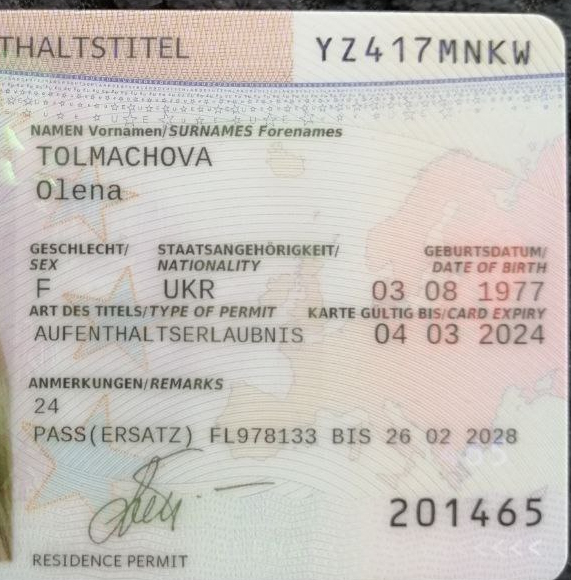 THALTSTITEL YZ417MNKW
NAMEN Vornamen/SURNAMES Forenames
TOLMACHOVA
Olena
GESCHLECHT/ STAATSANGEHÖRIGKEIT/ GEBURTSDATUM/
SEX NATIONALITY DATE OF BIRTH
F UKR 03 08 1977
ART DES TITELS/TYPE OF PERMIT KARTE GÜLTIG BIS/CARD EXPIRY
AUFENTHALTSERLAUBNIS 04 03 2024
ANMERKUNGEN/REMARKS
24
PASS(ERSATZ) FL978133 BIS 26 02 2028
201465
RESIDENCE PERMIT <<<